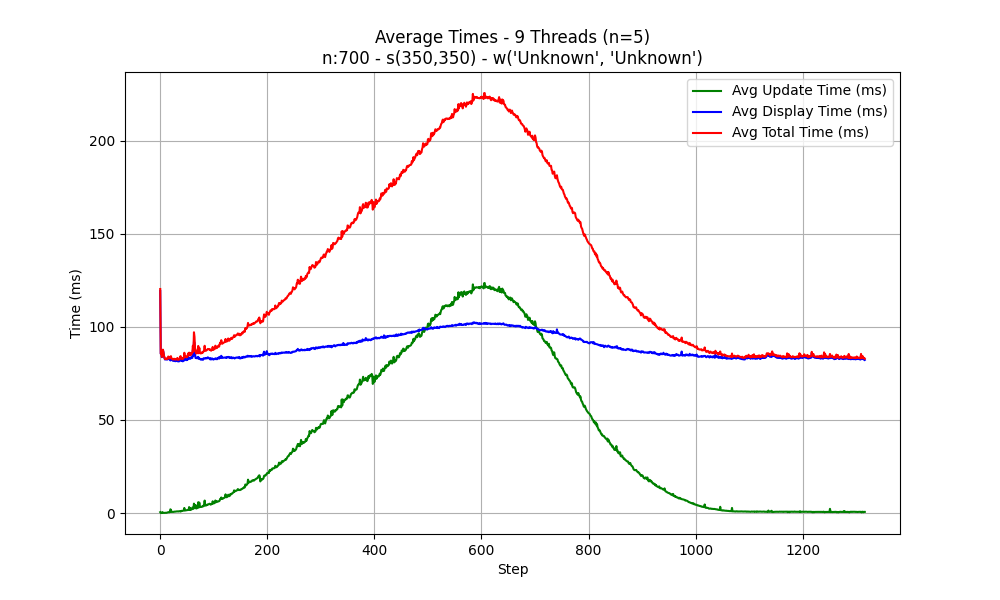 Average Times - 9 Threads (n=5)
n:700 - s(350,350) - w('Unknown', 'Unknown')
Avg Update Time (ms)
Avg Display Time (ms)
Avg Total Time (ms)
Time (ms)
200
150
100
50
0
0 200 400 600 800 1000 1200
Step